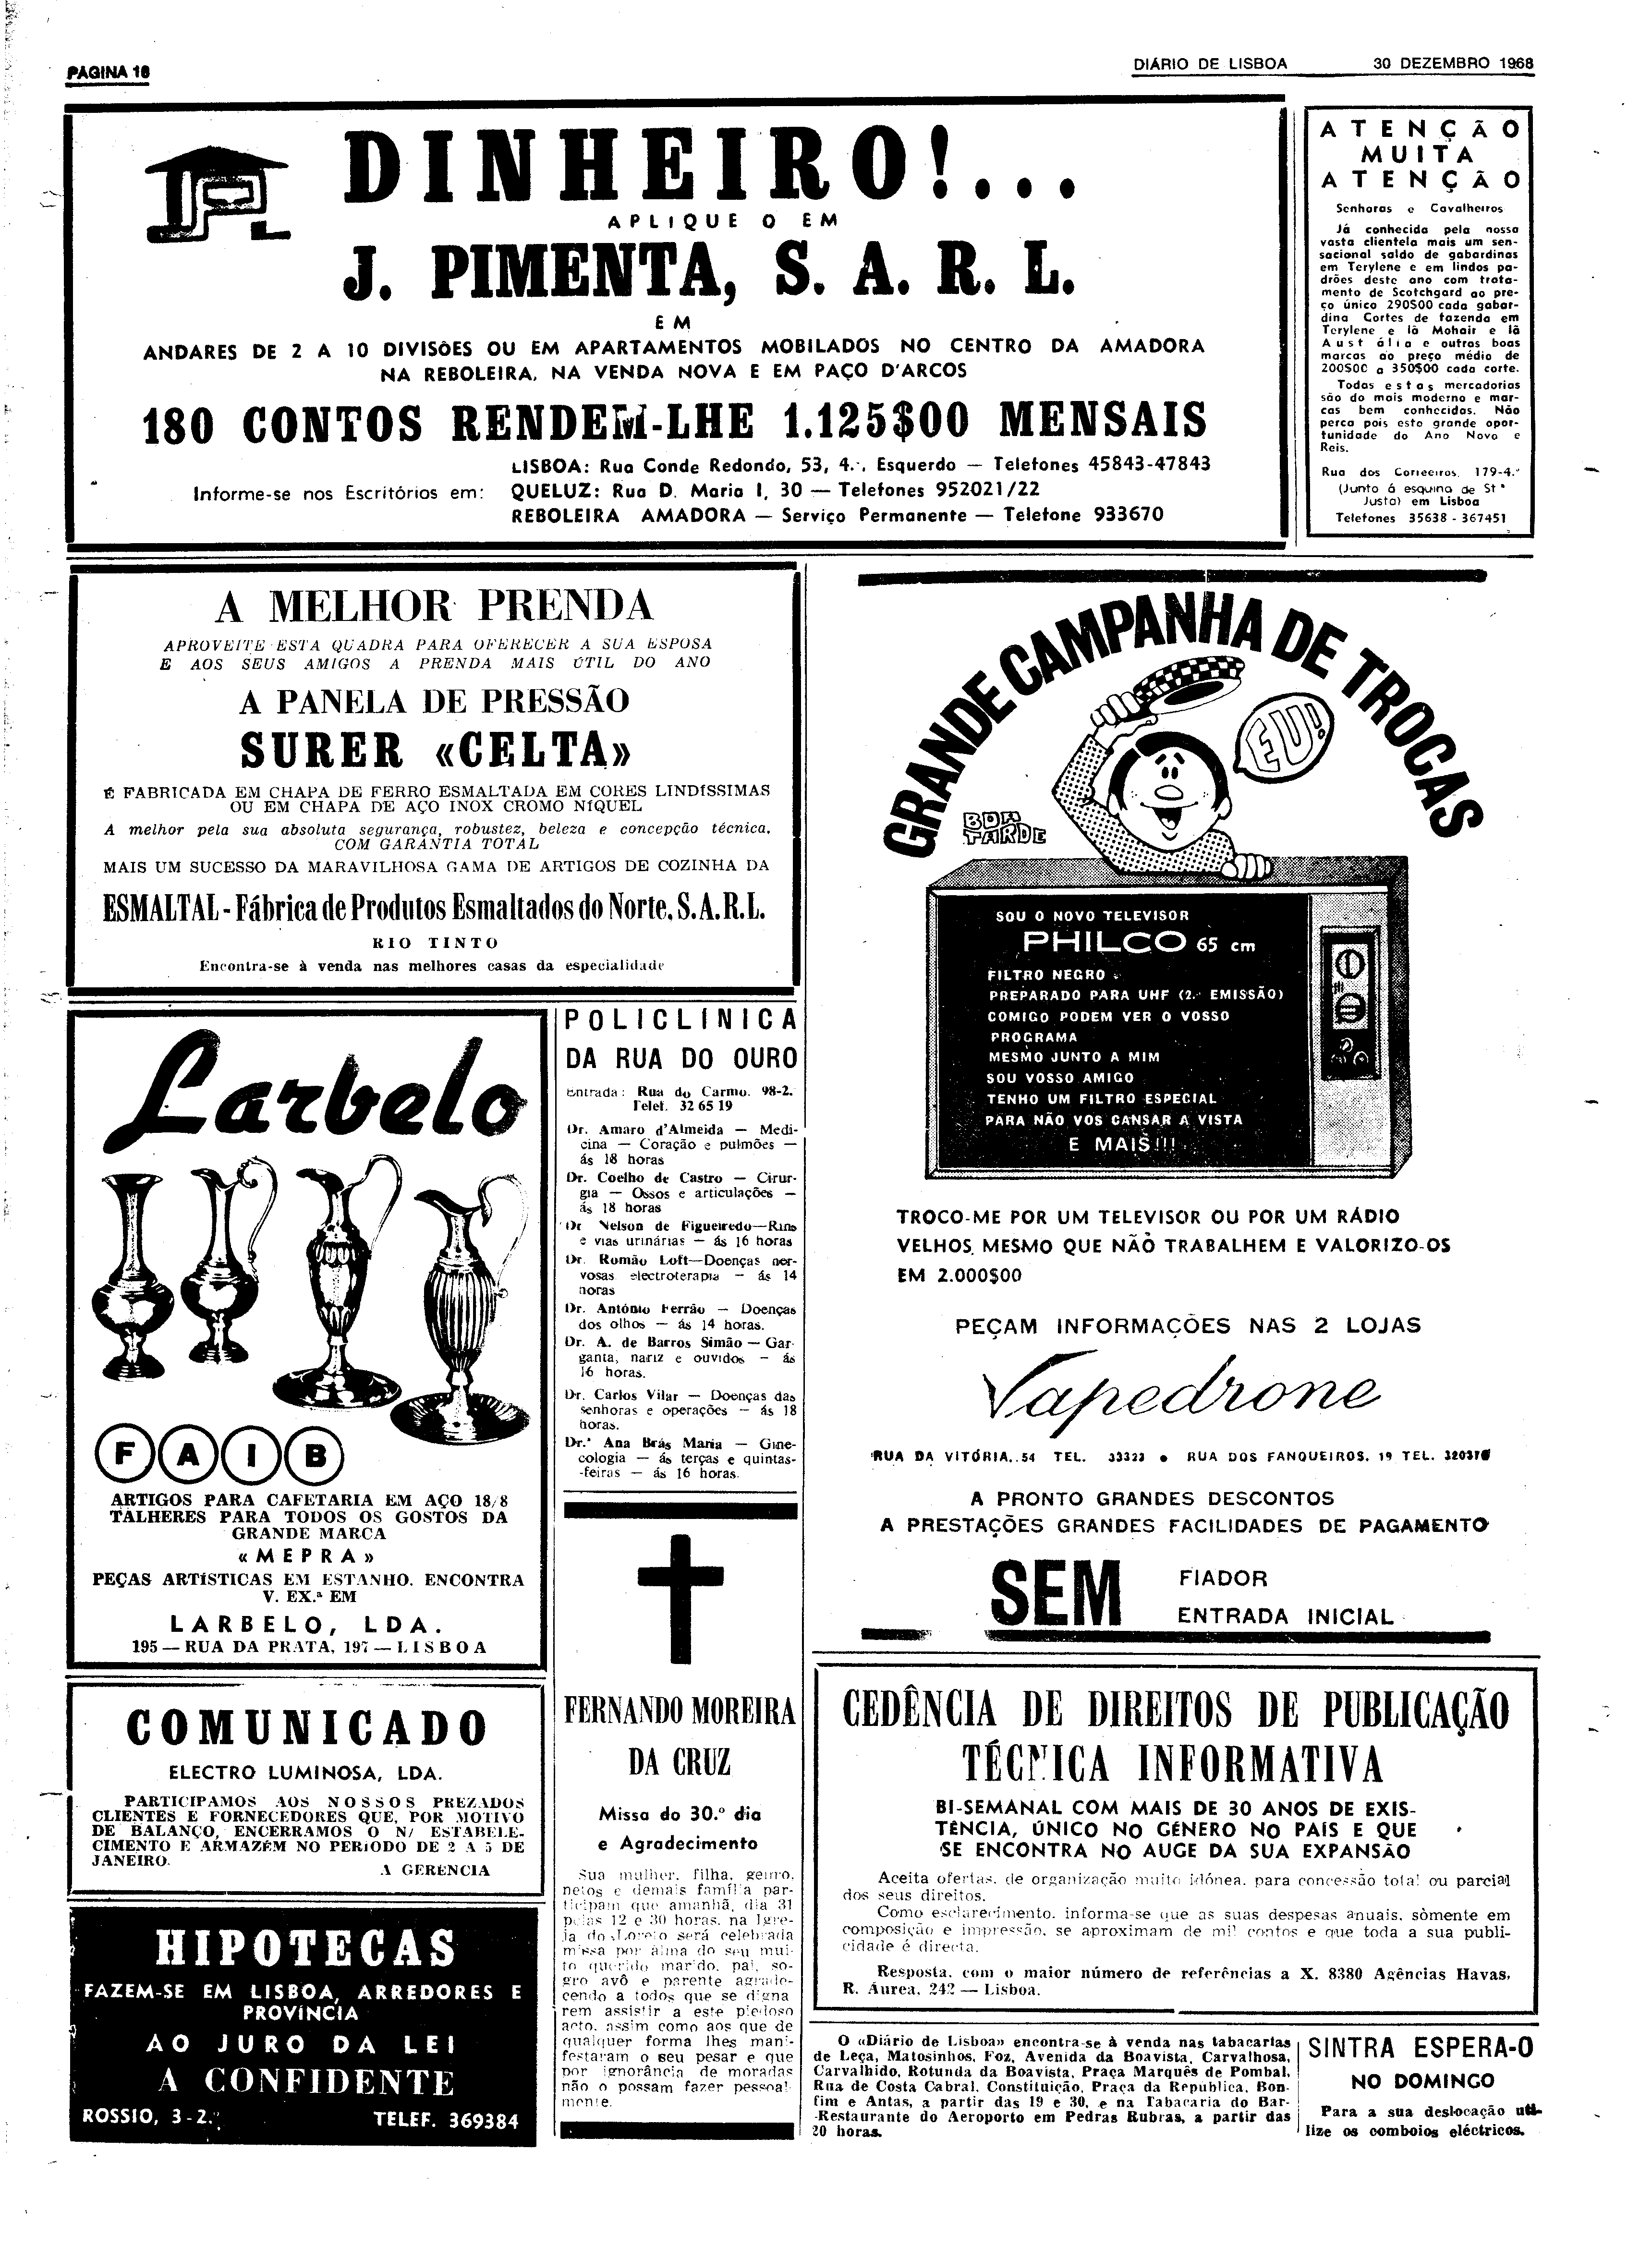 PÁGINA 16
DIÁRIO DE LISBOA 30 DEZEMBRO 1968
DINHEIRO!...
APLIQUE O EM
J. PIMENTA, S. A. R. L.
EM
ANDARES DE 2 A 10 DIVISÕES OU EM APARTAMENTOS MOBILADOS NO CENTRO DA AMADORA
NA REBOLEIRA, NA VENDA NOVA E EM PAÇO D'ARCOS
180 CONTOS RENDEM-LHE 1.125$00 MENSAIS
Informe-se nos Escritórios em:
LISBOA: Rua Conde Redondo, 53, 4.º, Esquerdo — Telefones 45843-47843
QUELUZ: Rua D. Maria I, 30 — Telefones 952021/22
REBOLEIRA AMADORA — Serviço Permanente — Telefone 933670
ATENÇÃO
MUITA
ATENÇÃO
Senhoras e Cavalheiros
Já conhecida pela nossa
vasta clientela mais um sen-
sacional saldo de gabardinas
em Terylene e em lindos pa-
drões deste ano com trata-
mento de Scotchgard ao pre-
ço único 290$00 cada gabar-
dina Cortes de fazenda em
Terylene e lã Mohair e lã
Austrália e outras boas
marcas ao preço médio de
200$00 a 350$00 cada corte.
Todas estas mercadorias
são do mais moderno e mar-
cas bem conhecidas. Não
perca pois esta grande opor-
tunidade do Ano Novo e
Reis.
Rua dos Correeiros, 179-4.º
(Junto á esquina de St.ª
Justa) em Lisboa
Telefones 35638 - 367451
A MELHOR PRENDA
APROVEITE ESTA QUADRA PARA OFERECER A SUA ESPOSA
E AOS SEUS AMIGOS A PRENDA MAIS ÚTIL DO ANO
A PANELA DE PRESSÃO
SURER «CELTA»
É FABRICADA EM CHAPA DE FERRO ESMALTADA EM CORES LINDÍSSIMAS
OU EM CHAPA DE AÇO INOX CROMO NÍQUEL
A melhor pela sua absoluta segurança, robustez, beleza e concepção técnica,
COM GARANTIA TOTAL
MAIS UM SUCESSO DA MARAVILHOSA GAMA DE ARTIGOS DE COZINHA DA
ESMALTAL - Fábrica de Produtos Esmaltados do Norte, S.A.R.L.
RIO TINTO
Encontra-se à venda nas melhores casas da especialidade
GRANDE CAMPANHA DE TROCAS
EU!
BOA
TARDE
SOU O NOVO TELEVISOR
PHILCO 65 cm
FILTRO NEGRO
PREPARADO PARA UHF (2.ª EMISSÃO)
COMIGO PODEM VER O VOSSO
PROGRAMA
MESMO JUNTO A MIM
SOU VOSSO AMIGO
TENHO UM FILTRO ESPECIAL
PARA NÃO VOS CANSAR A VISTA
E MAIS!!!
TROCO-ME POR UM TELEVISOR OU POR UM RÁDIO
VELHOS, MESMO QUE NÃO TRABALHEM E VALORIZO-OS
EM 2.000$00
PEÇAM INFORMAÇÕES NAS 2 LOJAS
Vapedrone
RUA DA VITÓRIA, 54 TEL. 33323 • RUA DOS FANQUEIROS, 19 TEL. 320376
A PRONTO GRANDES DESCONTOS
A PRESTAÇÕES GRANDES FACILIDADES DE PAGAMENTO
SEM
FIADOR
ENTRADA INICIAL
Larbelo
FAIB
ARTIGOS PARA CAFETARIA EM AÇO 18/8
TALHERES PARA TODOS OS GOSTOS DA
GRANDE MARCA
«MEPRA»
PEÇAS ARTÍSTICAS EM ESTANHO. ENCONTRA
V. EX.ª EM
LARBELO, LDA.
195 — RUA DA PRATA, 197 — LISBOA
POLICLÍNICA
DA RUA DO OURO
Entrada: Rua do Carmo, 98-2.
Telef. 32 65 19
Dr. Amaro d'Almeida — Medi-
cina — Coração e pulmões —
ás 18 horas
Dr. Coelho de Castro — Cirur-
gia — Ossos e articulações —
ás 18 horas
Dr. Nelson de Figueiredo—Rins
e vias urinárias — ás 16 horas
Dr. Romão Loft—Doenças ner-
vosas electroterapia — ás 14
horas
Dr. António Ferrão — Doenças
dos olhos — ás 14 horas.
Dr. A. de Barros Simão — Gar-
ganta, nariz e ouvidos — ás
16 horas.
Dr. Carlos Vilar — Doenças das
senhoras e operações — ás 18
horas.
Dr.ª Ana Brás Maria — Gine-
cologia — ás terças e quintas-
-feiras — ás 16 horas.
FERNANDO MOREIRA
DA CRUZ
Missa do 30.º dia
e Agradecimento
Sua mulher, filha, genro,
netos e demais família par-
ticipam que amanhã, dia 31
pelas 12 e 30 horas, na Igre-
ja do Loreto será celebrada
missa por alma do seu mui-
to querido marido, pai, so-
gro avô e parente agrade-
cendo a todos que se digna
rem assistir a este piedoso
acto, assim como aos que de
qualquer forma lhes mani-
festaram o seu pesar e que
por ignorância de moradas
não o possam fazer pessoal-
mente.
COMUNICADO
ELECTRO LUMINOSA, LDA.
PARTICIPAMOS AOS NOSSOS PREZADOS
CLIENTES E FORNECEDORES QUE, POR MOTIVO
DE BALANÇO, ENCERRAMOS O N/ ESTABELE-
CIMENTO E ARMAZÉM NO PERÍODO DE 2 A 5 DE
JANEIRO.
A GERÊNCIA
HIPOTECAS
FAZEM-SE EM LISBOA, ARREDORES E
PROVÍNCIA
AO JURO DA LEI
A CONFIDENTE
ROSSIO, 3-2.º TELEF. 369384
CEDÊNCIA DE DIREITOS DE PUBLICAÇÃO
TÉCNICA INFORMATIVA
BI-SEMANAL COM MAIS DE 30 ANOS DE EXIS-
TÊNCIA, ÚNICO NO GÉNERO NO PAÍS E QUE
SE ENCONTRA NO AUGE DA SUA EXPANSÃO
Aceita ofertas, de organização muito idónea, para concessão total ou parcial
dos seus direitos.
Como esclarecimento, informa-se que as suas despesas anuais, sòmente em
composição e impressão, se aproximam de mil contos e que toda a sua publi-
cidade é directa.
Resposta, com o maior número de referências a X. 8380 Agências Havas,
R. Áurea, 242 — Lisboa.
O «Diário de Lisboa» encontra-se à venda nas tabacarias
de Leça, Matosinhos, Foz, Avenida da Boavista, Carvalhosa,
Carvalhido, Rotunda da Boavista, Praça Marquês de Pombal,
Rua de Costa Cabral, Constituição, Praça da República, Bon-
fim e Antas, a partir das 19 e 30, e na Tabacaria do Bar-
-Restaurante do Aeroporto em Pedras Rubras, a partir das
20 horas.
SINTRA ESPERA-O
NO DOMINGO
Para a sua deslocação uti-
lize os comboios eléctricos.